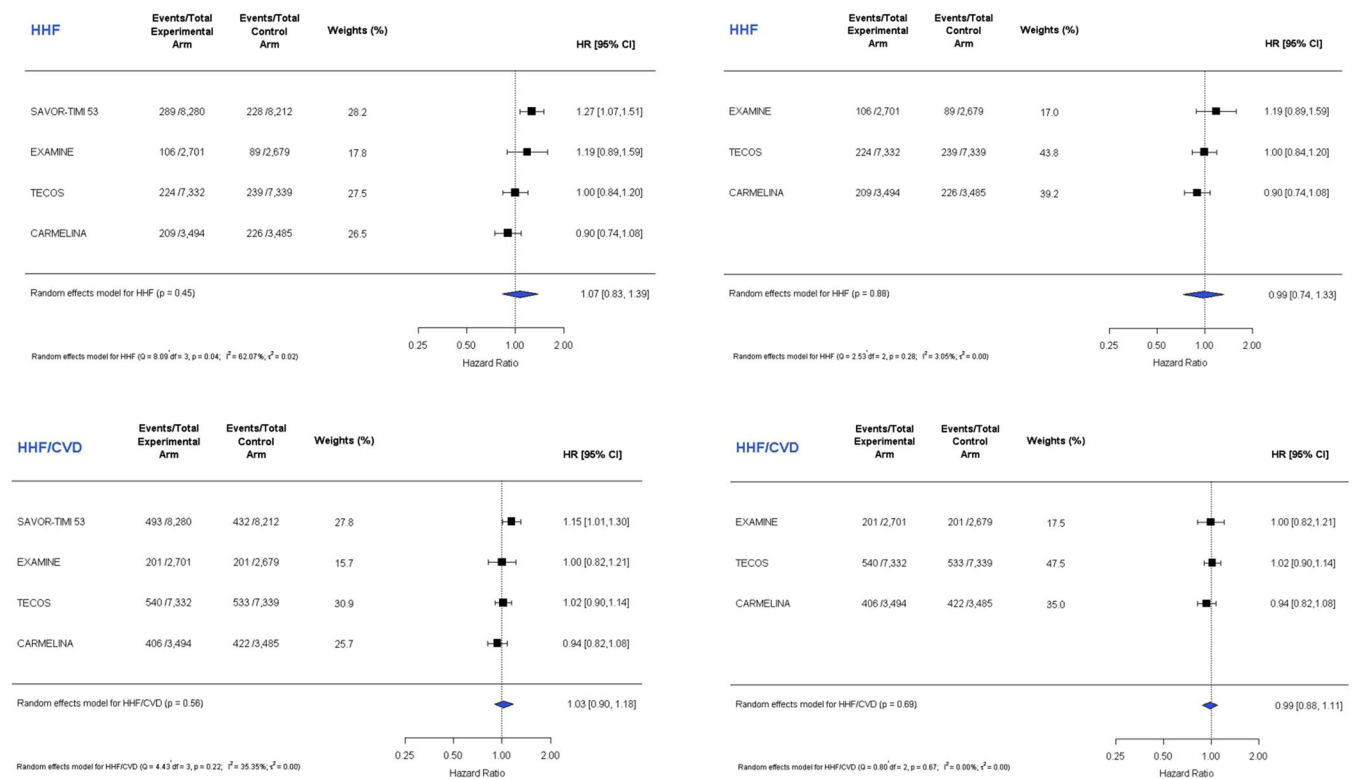 HHF
Events/Total Experimental Arm
Events/Total Control Arm
Weights (%)
HR [95% CI]
SAVOR-TIMI 53 289 /8,280 228 /8,212 28.2 1.27 [1.07,1.51]
EXAMINE 106 /2,701 89 /2,679 17.8 1.19 [0.89,1.59]
TECOS 224 /7,332 239 /7,339 27.5 1.00 [0.84,1.20]
CARMELINA 209 /3,494 226 /3,485 26.5 0.90 [0.74,1.08]
Random effects model for HHF (p = 0.45) 1.07 [0.83, 1.39]
0.25 0.50 1.00 2.00
Hazard Ratio
Random effects model for HHF (Q = 8.09, df = 3, p = 0.04; I² = 62.07%; τ² = 0.02)
HHF
Events/Total Experimental Arm
Events/Total Control Arm
Weights (%)
HR [95% CI]
EXAMINE 106 /2,701 89 /2,679 17.0 1.19 [0.89,1.59]
TECOS 224 /7,332 239 /7,339 43.8 1.00 [0.84,1.20]
CARMELINA 209 /3,494 226 /3,485 39.2 0.90 [0.74,1.08]
Random effects model for HHF (p = 0.88) 0.99 [0.74, 1.33]
0.25 0.50 1.00 2.00
Hazard Ratio
Random effects model for HHF (Q = 2.53, df = 2, p = 0.28; I² = 3.05%; τ² = 0.00)
HHF/CVD
Events/Total Experimental Arm
Events/Total Control Arm
Weights (%)
HR [95% CI]
SAVOR-TIMI 53 493 /8,280 432 /8,212 27.8 1.15 [1.01,1.30]
EXAMINE 201 /2,701 201 /2,679 15.7 1.00 [0.82,1.21]
TECOS 540 /7,332 533 /7,339 30.9 1.02 [0.90,1.14]
CARMELINA 406 /3,494 422 /3,485 25.7 0.94 [0.82,1.08]
Random effects model for HHF/CVD (p = 0.56) 1.03 [0.90, 1.18]
0.25 0.50 1.00 2.00
Hazard Ratio
Random effects model for HHF/CVD (Q = 4.43, df = 3, p = 0.22; I² = 35.35%; τ² = 0.00)
HHF/CVD
Events/Total Experimental Arm
Events/Total Control Arm
Weights (%)
HR [95% CI]
EXAMINE 201 /2,701 201 /2,679 17.5 1.00 [0.82,1.21]
TECOS 540 /7,332 533 /7,339 47.5 1.02 [0.90,1.14]
CARMELINA 406 /3,494 422 /3,485 35.0 0.94 [0.82,1.08]
Random effects model for HHF/CVD (p = 0.69) 0.99 [0.88, 1.11]
0.25 0.50 1.00 2.00
Hazard Ratio
Random effects model for HHF/CVD (Q = 0.80, df = 2, p = 0.67; I² = 0.00%; τ² = 0.00)